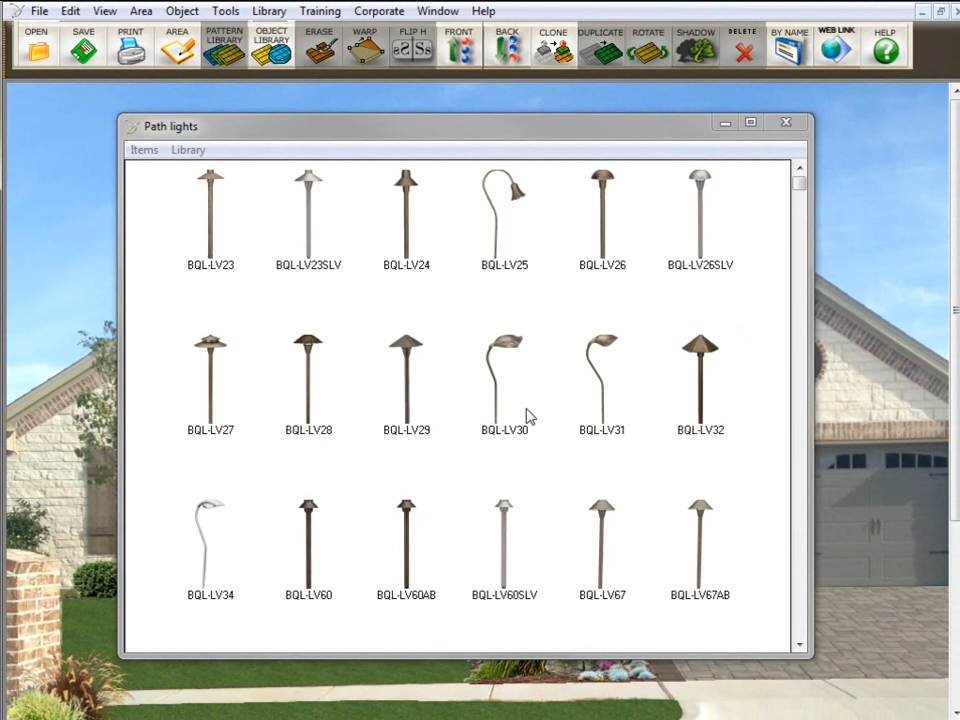 File Edit View Area Object Tools Library Training Corporate Window Help
OPEN SAVE PRINT AREA PATTERN LIBRARY OBJECT LIBRARY ERASE WARP FLIP H FRONT BACK CLONE DUPLICATE ROTATE SHADOW DELETE BY NAME WEB LINK HELP
Path lights
Items Library
BQL-LV23 BQL-LV23SLV BQL-LV24 BQL-LV25 BQL-LV26 BQL-LV26SLV
BQL-LV27 BQL-LV28 BQL-LV29 BQL-LV30 BQL-LV31 BQL-LV32
BQL-LV34 BQL-LV60 BQL-LV60AB BQL-LV60SLV BQL-LV67 BQL-LV67AB